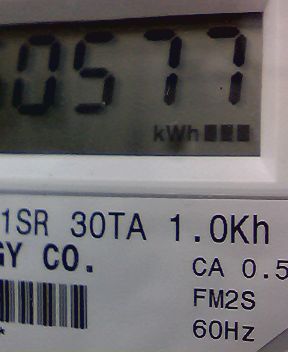 0577
kWh
1SR 30TA 1.0Kh
GY CO.
CA 0.5
FM2S
60Hz